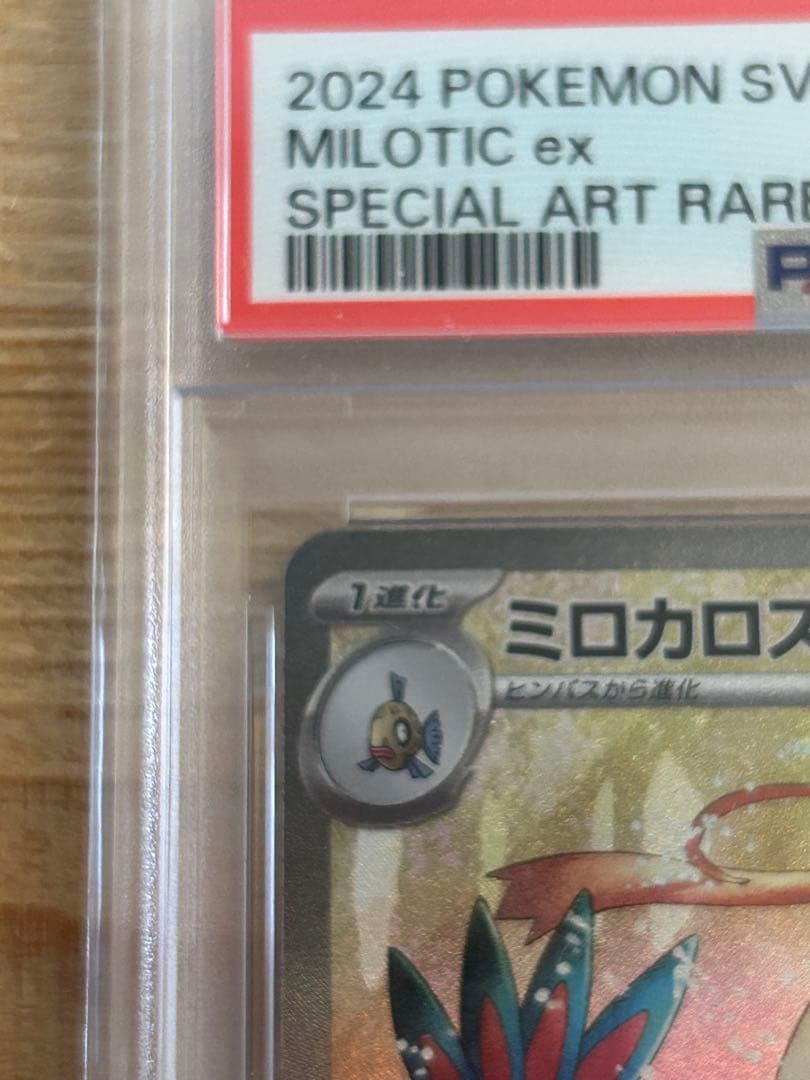 2024 POKEMON SV
MILOTIC ex
SPECIAL ART RARE
1進化
ミロカロス
ヒンバスから進化